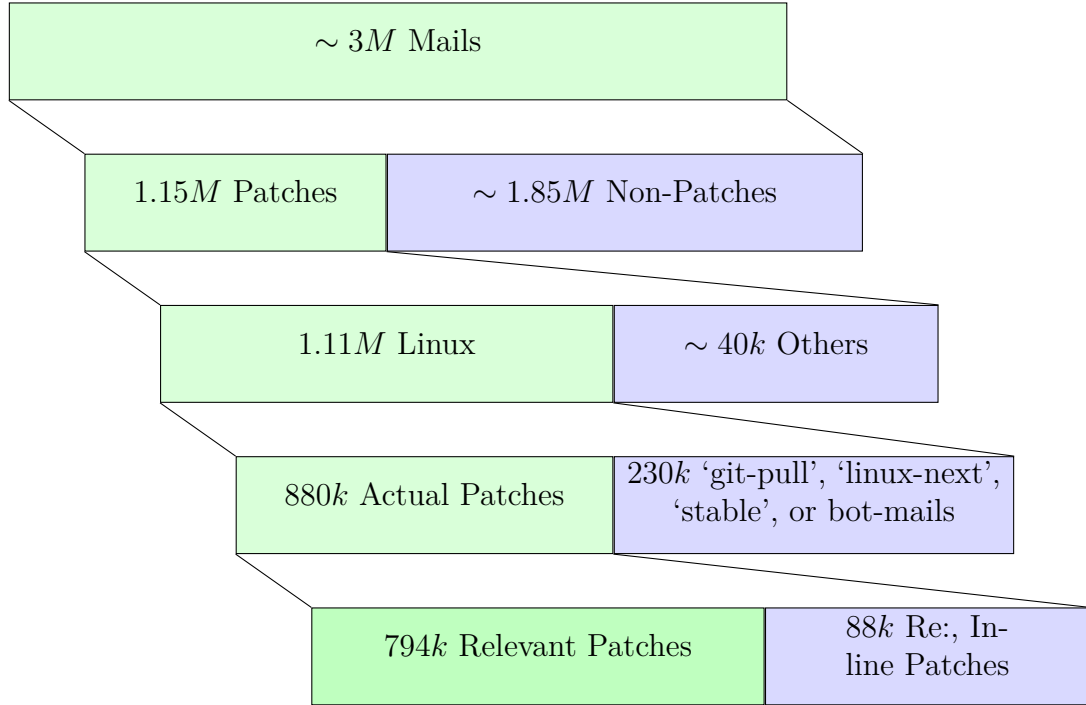 ∼ 3M Mails
1.15M Patches
∼ 1.85M Non-Patches
1.11M Linux
∼ 40k Others
880k Actual Patches
230k ‘git-pull’, ‘linux-next’,
‘stable’, or bot-mails
794k Relevant Patches
88k Re:, In-
line Patches